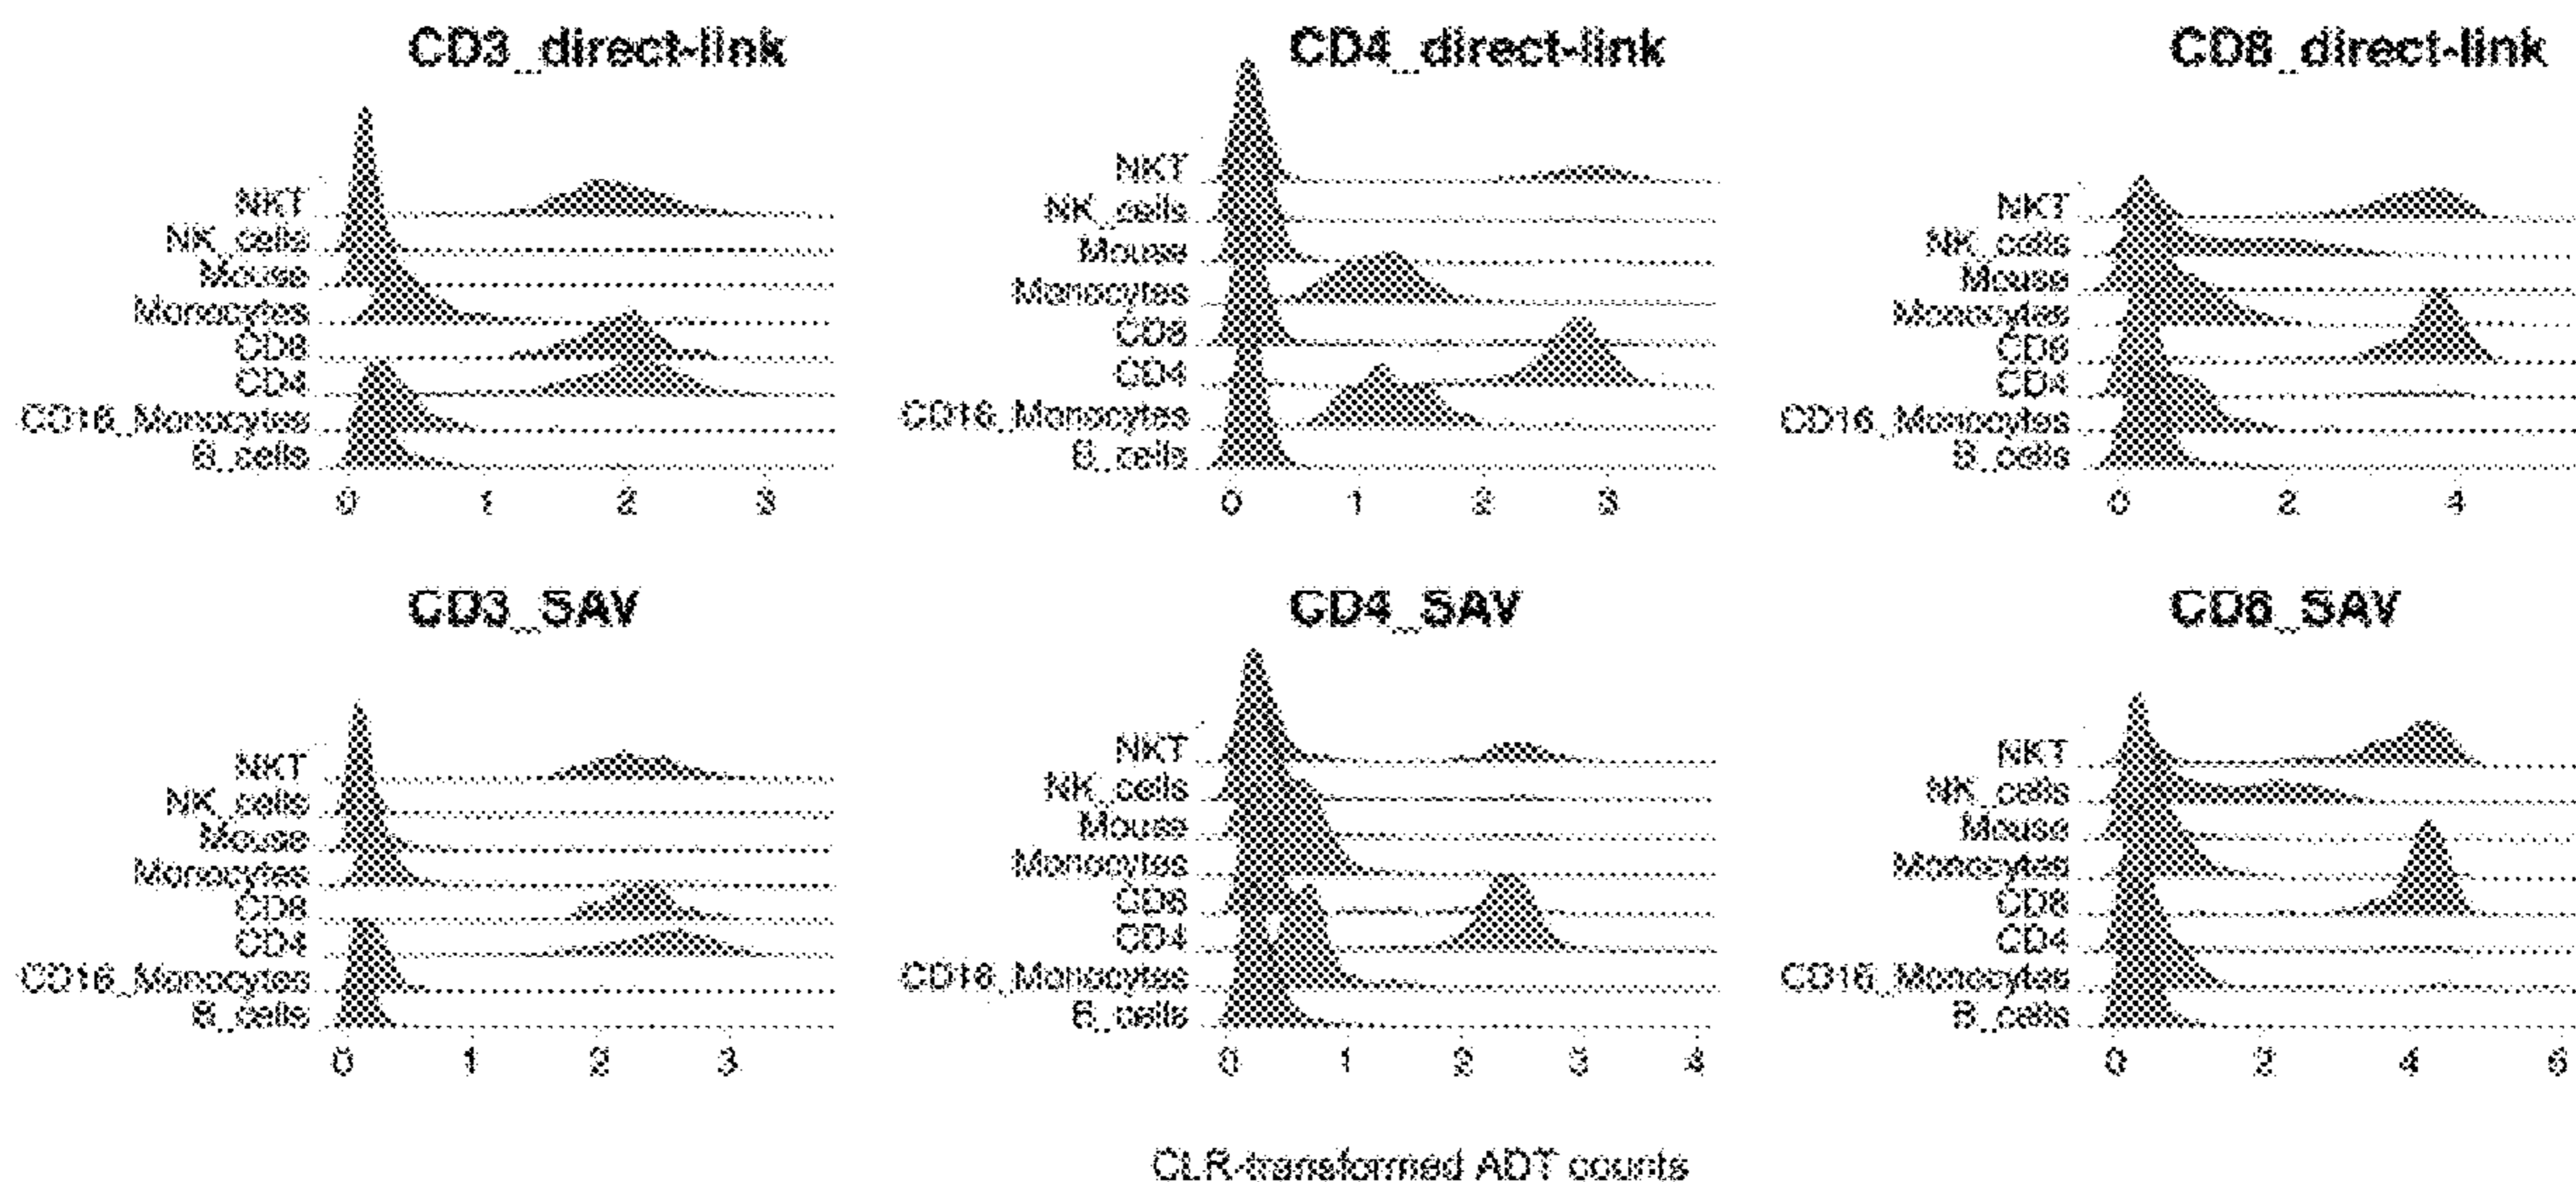 CD3_direct-link CD4_direct-link CD8_direct-link
NKT NKT NKT
NK_cells NK_cells NK_cells
Mouse Mouse Mouse
Monocytes Monocytes Monocytes
CD8 CD8 CD8
CD4 CD4 CD4
CD16_Monocytes CD16_Monocytes CD16_Monocytes
B_cells B_cells B_cells
0 1 2 3 0 1 2 3 0 2 4
CD3_SAV CD4_SAV CD8_SAV
NKT NKT NKT
NK_cells NK_cells NK_cells
Mouse Mouse Mouse
Monocytes Monocytes Monocytes
CD8 CD8 CD8
CD4 CD4 CD4
CD16_Monocytes CD16_Monocytes CD16_Monocytes
B_cells B_cells B_cells
0 1 2 3 0 1 2 3 4 0 2 4 6
CLR-transformed ADT counts